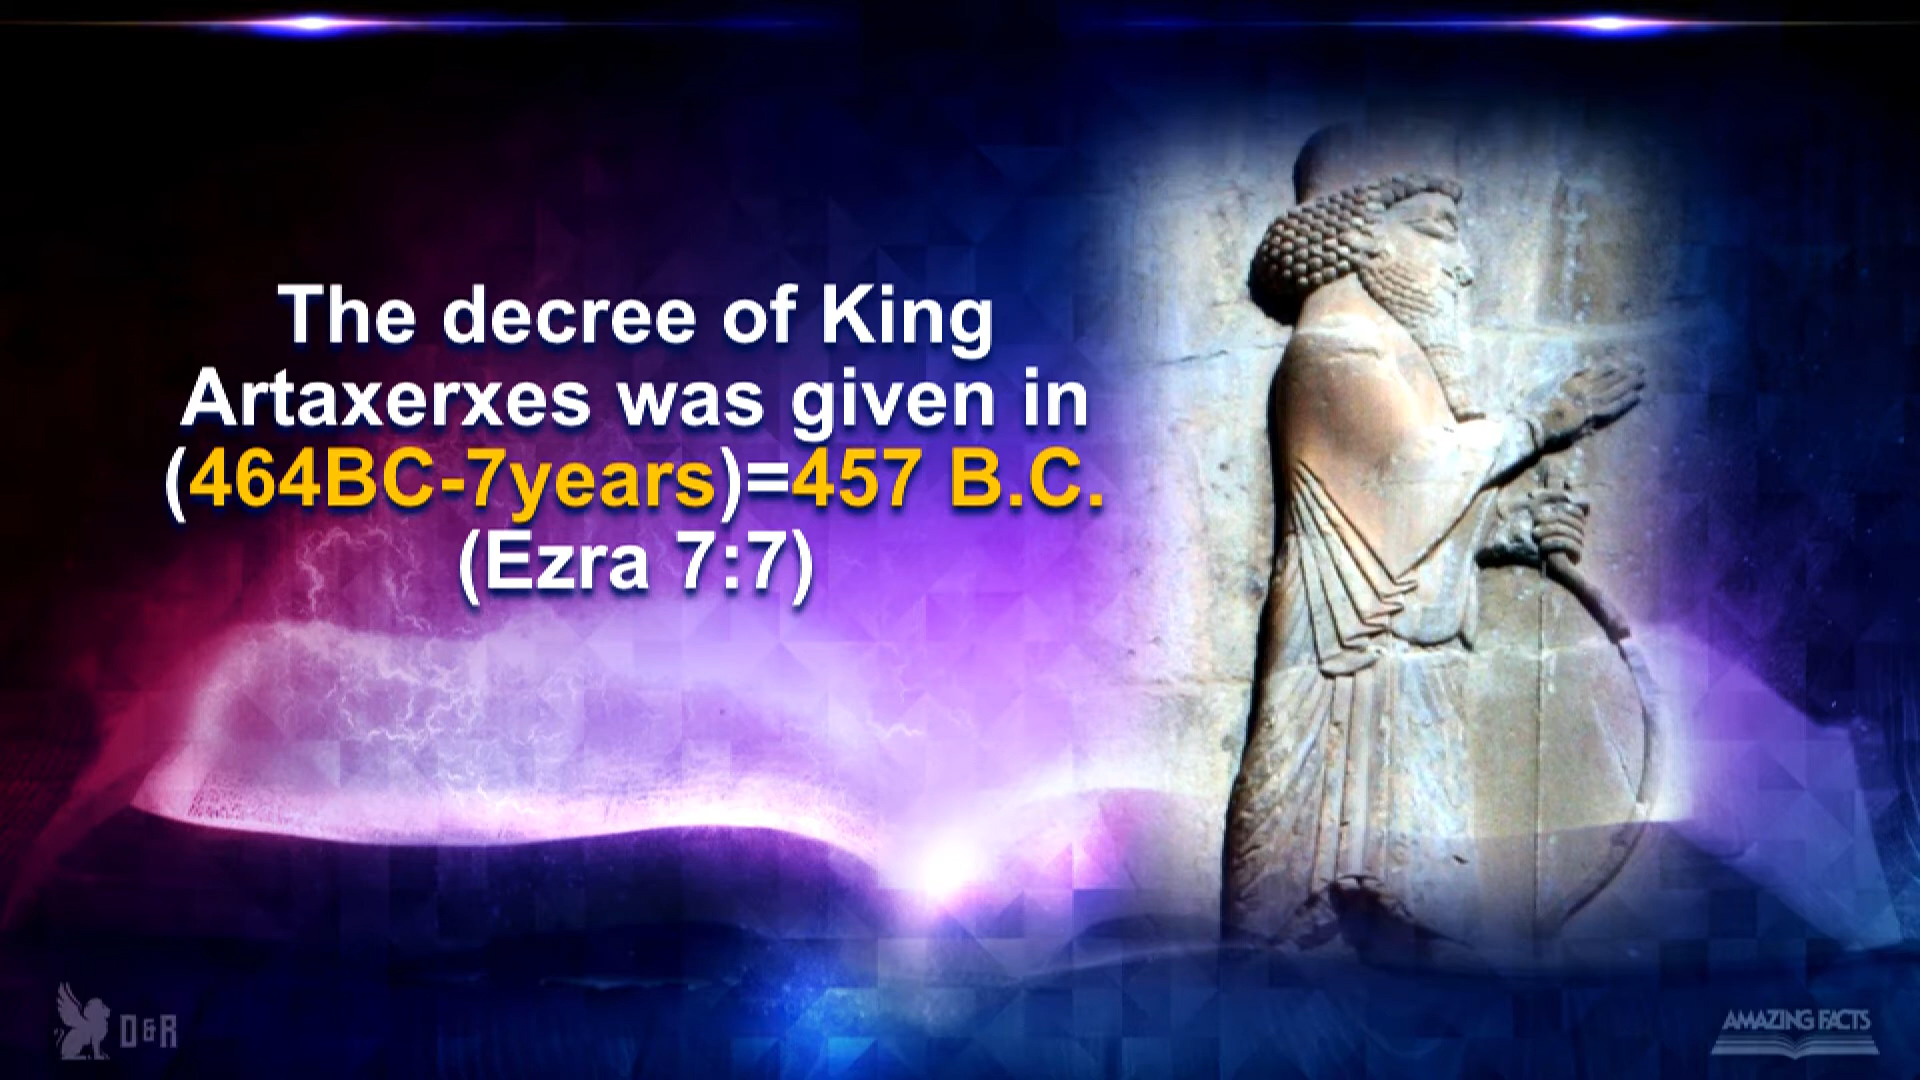 The decree of King
Artaxerxes was given in
(464BC-7years)=457 B.C.
(Ezra 7:7)
D&R
AMAZING FACTS